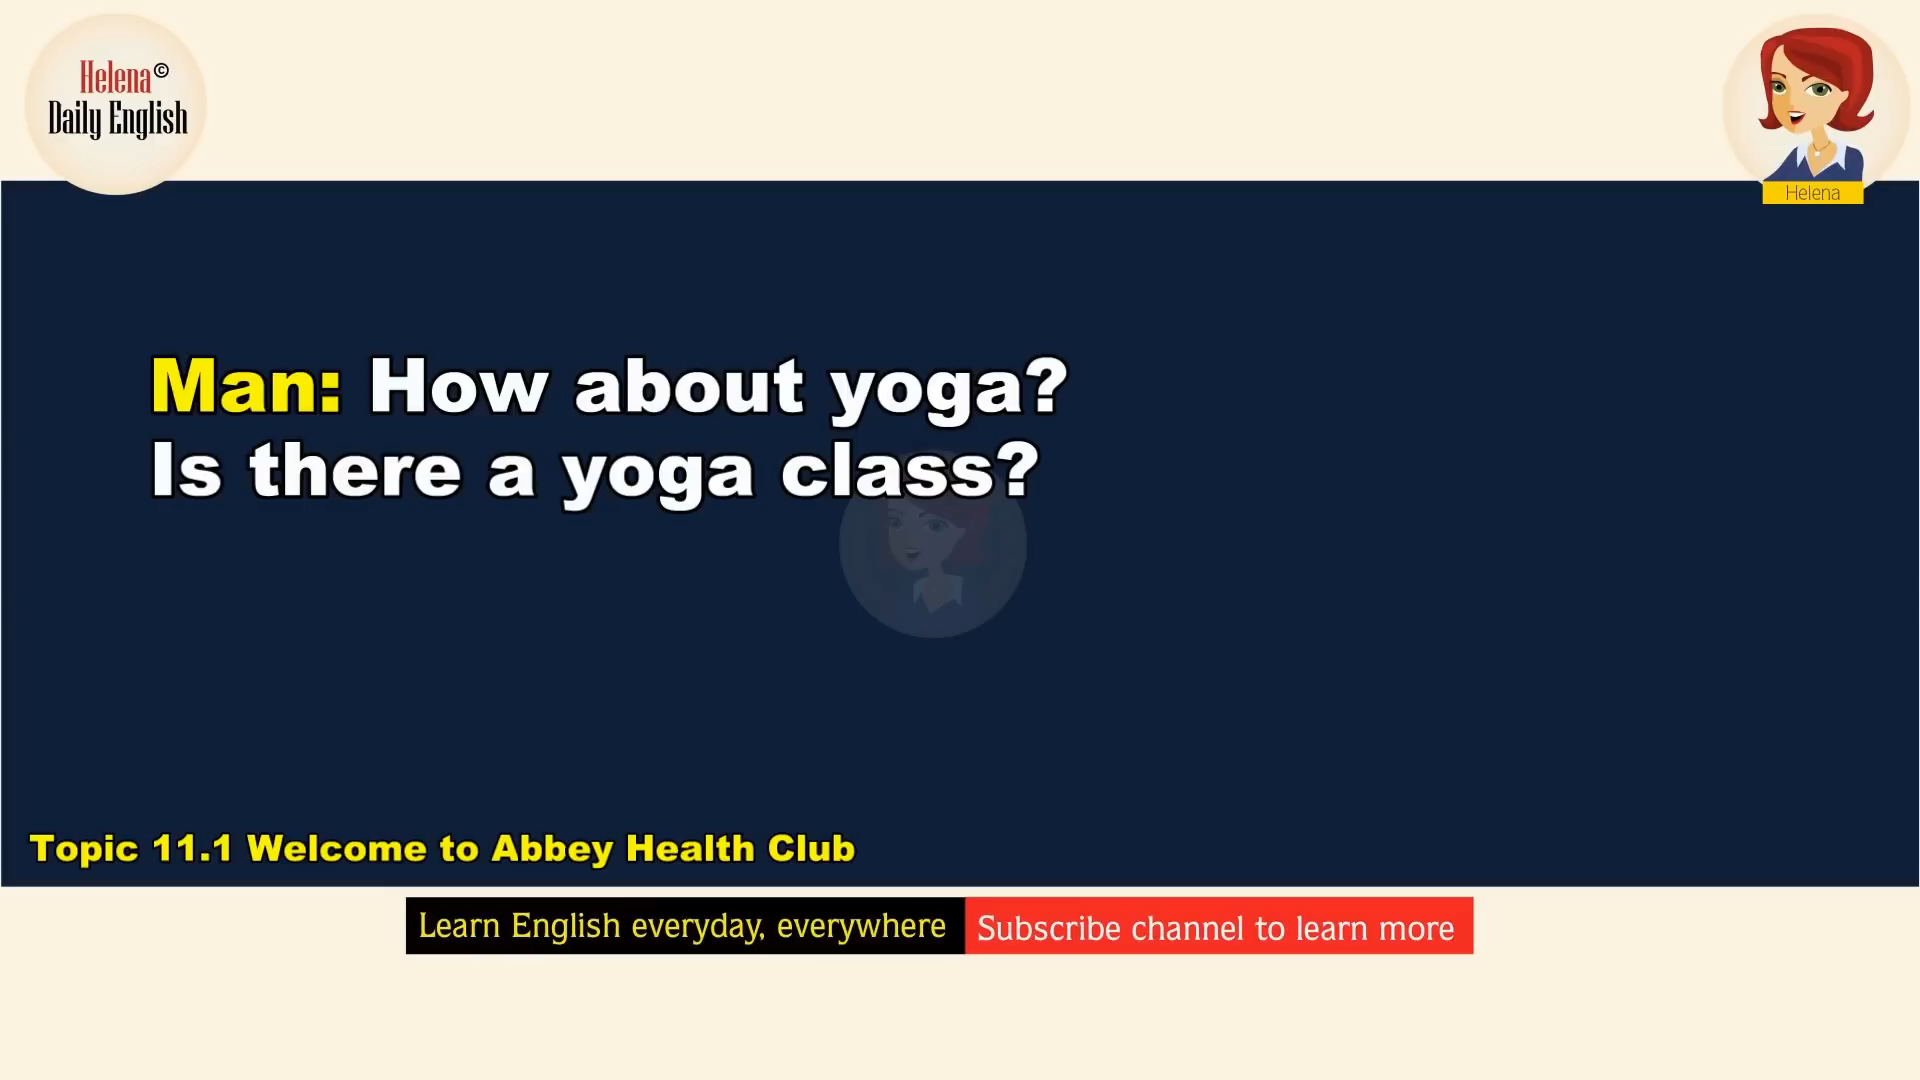 Helena©
Daily English
Helena
Man: How about yoga?
Is there a yoga class?
Topic 11.1 Welcome to Abbey Health Club
Learn English everyday, everywhere
Subscribe channel to learn more